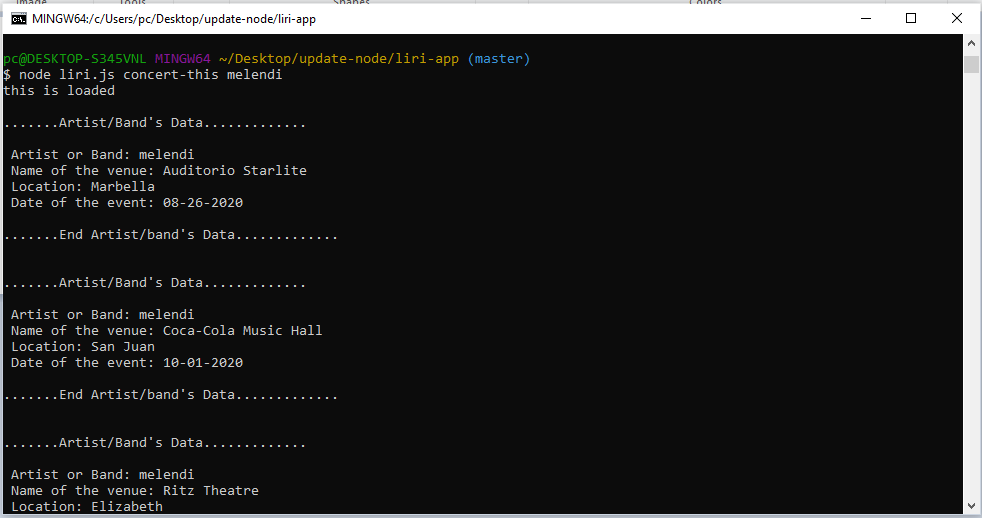 Image Tools Shapes Colors
MINGW64:/c/Users/pc/Desktop/update-node/liri-app
pc@DESKTOP-S345VNL MINGW64 ~/Desktop/update-node/liri-app (master)
$ node liri.js concert-this melendi
this is loaded
.......Artist/Band's Data.............
Artist or Band: melendi
Name of the venue: Auditorio Starlite
Location: Marbella
Date of the event: 08-26-2020
.......End Artist/band's Data.............
.......Artist/Band's Data.............
Artist or Band: melendi
Name of the venue: Coca-Cola Music Hall
Location: San Juan
Date of the event: 10-01-2020
.......End Artist/band's Data.............
.......Artist/Band's Data.............
Artist or Band: melendi
Name of the venue: Ritz Theatre
Location: Elizabeth